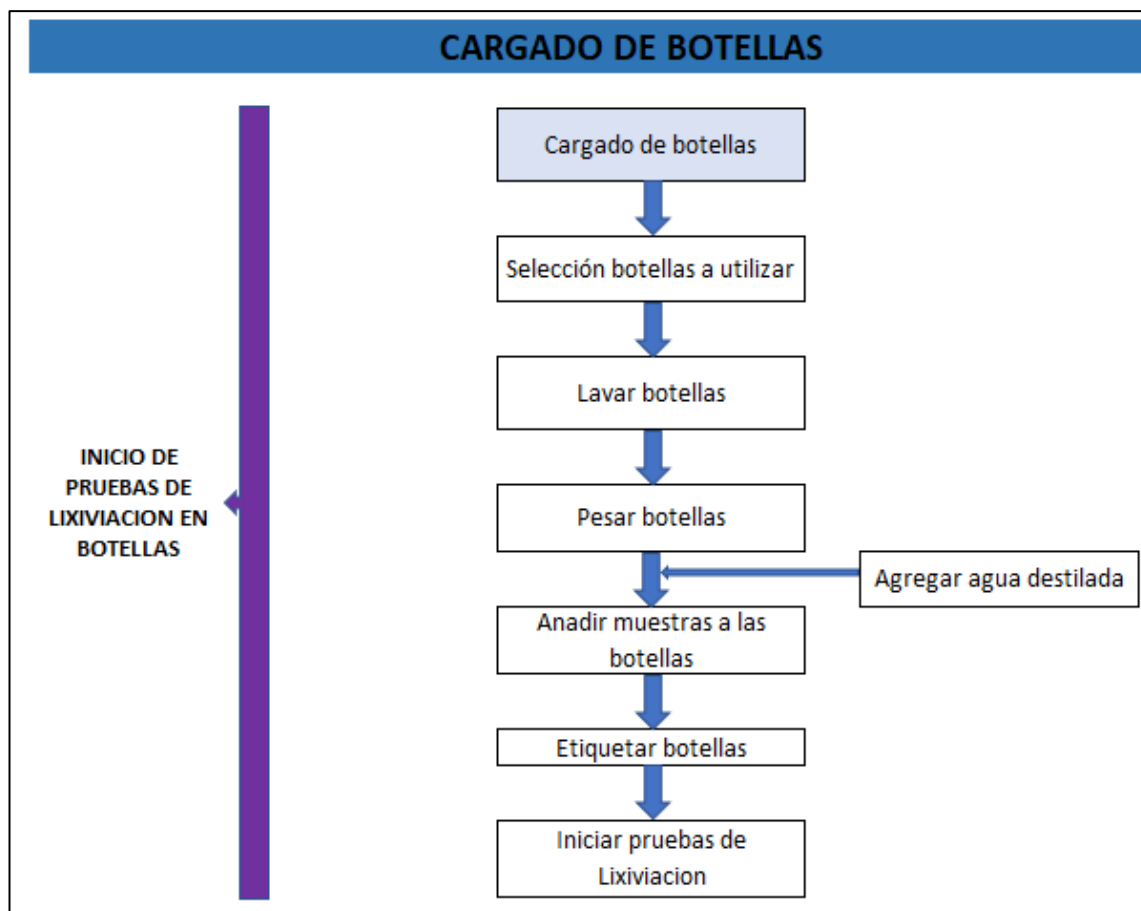 CARGADO DE BOTELLAS
Cargado de botellas
Selección botellas a utilizar
Lavar botellas
INICIO DE
PRUEBAS DE
LIXIVIACION EN
BOTELLAS
Pesar botellas
Agregar agua destilada
Anadir muestras a las
botellas
Etiquetar botellas
Iniciar pruebas de
Lixiviacion